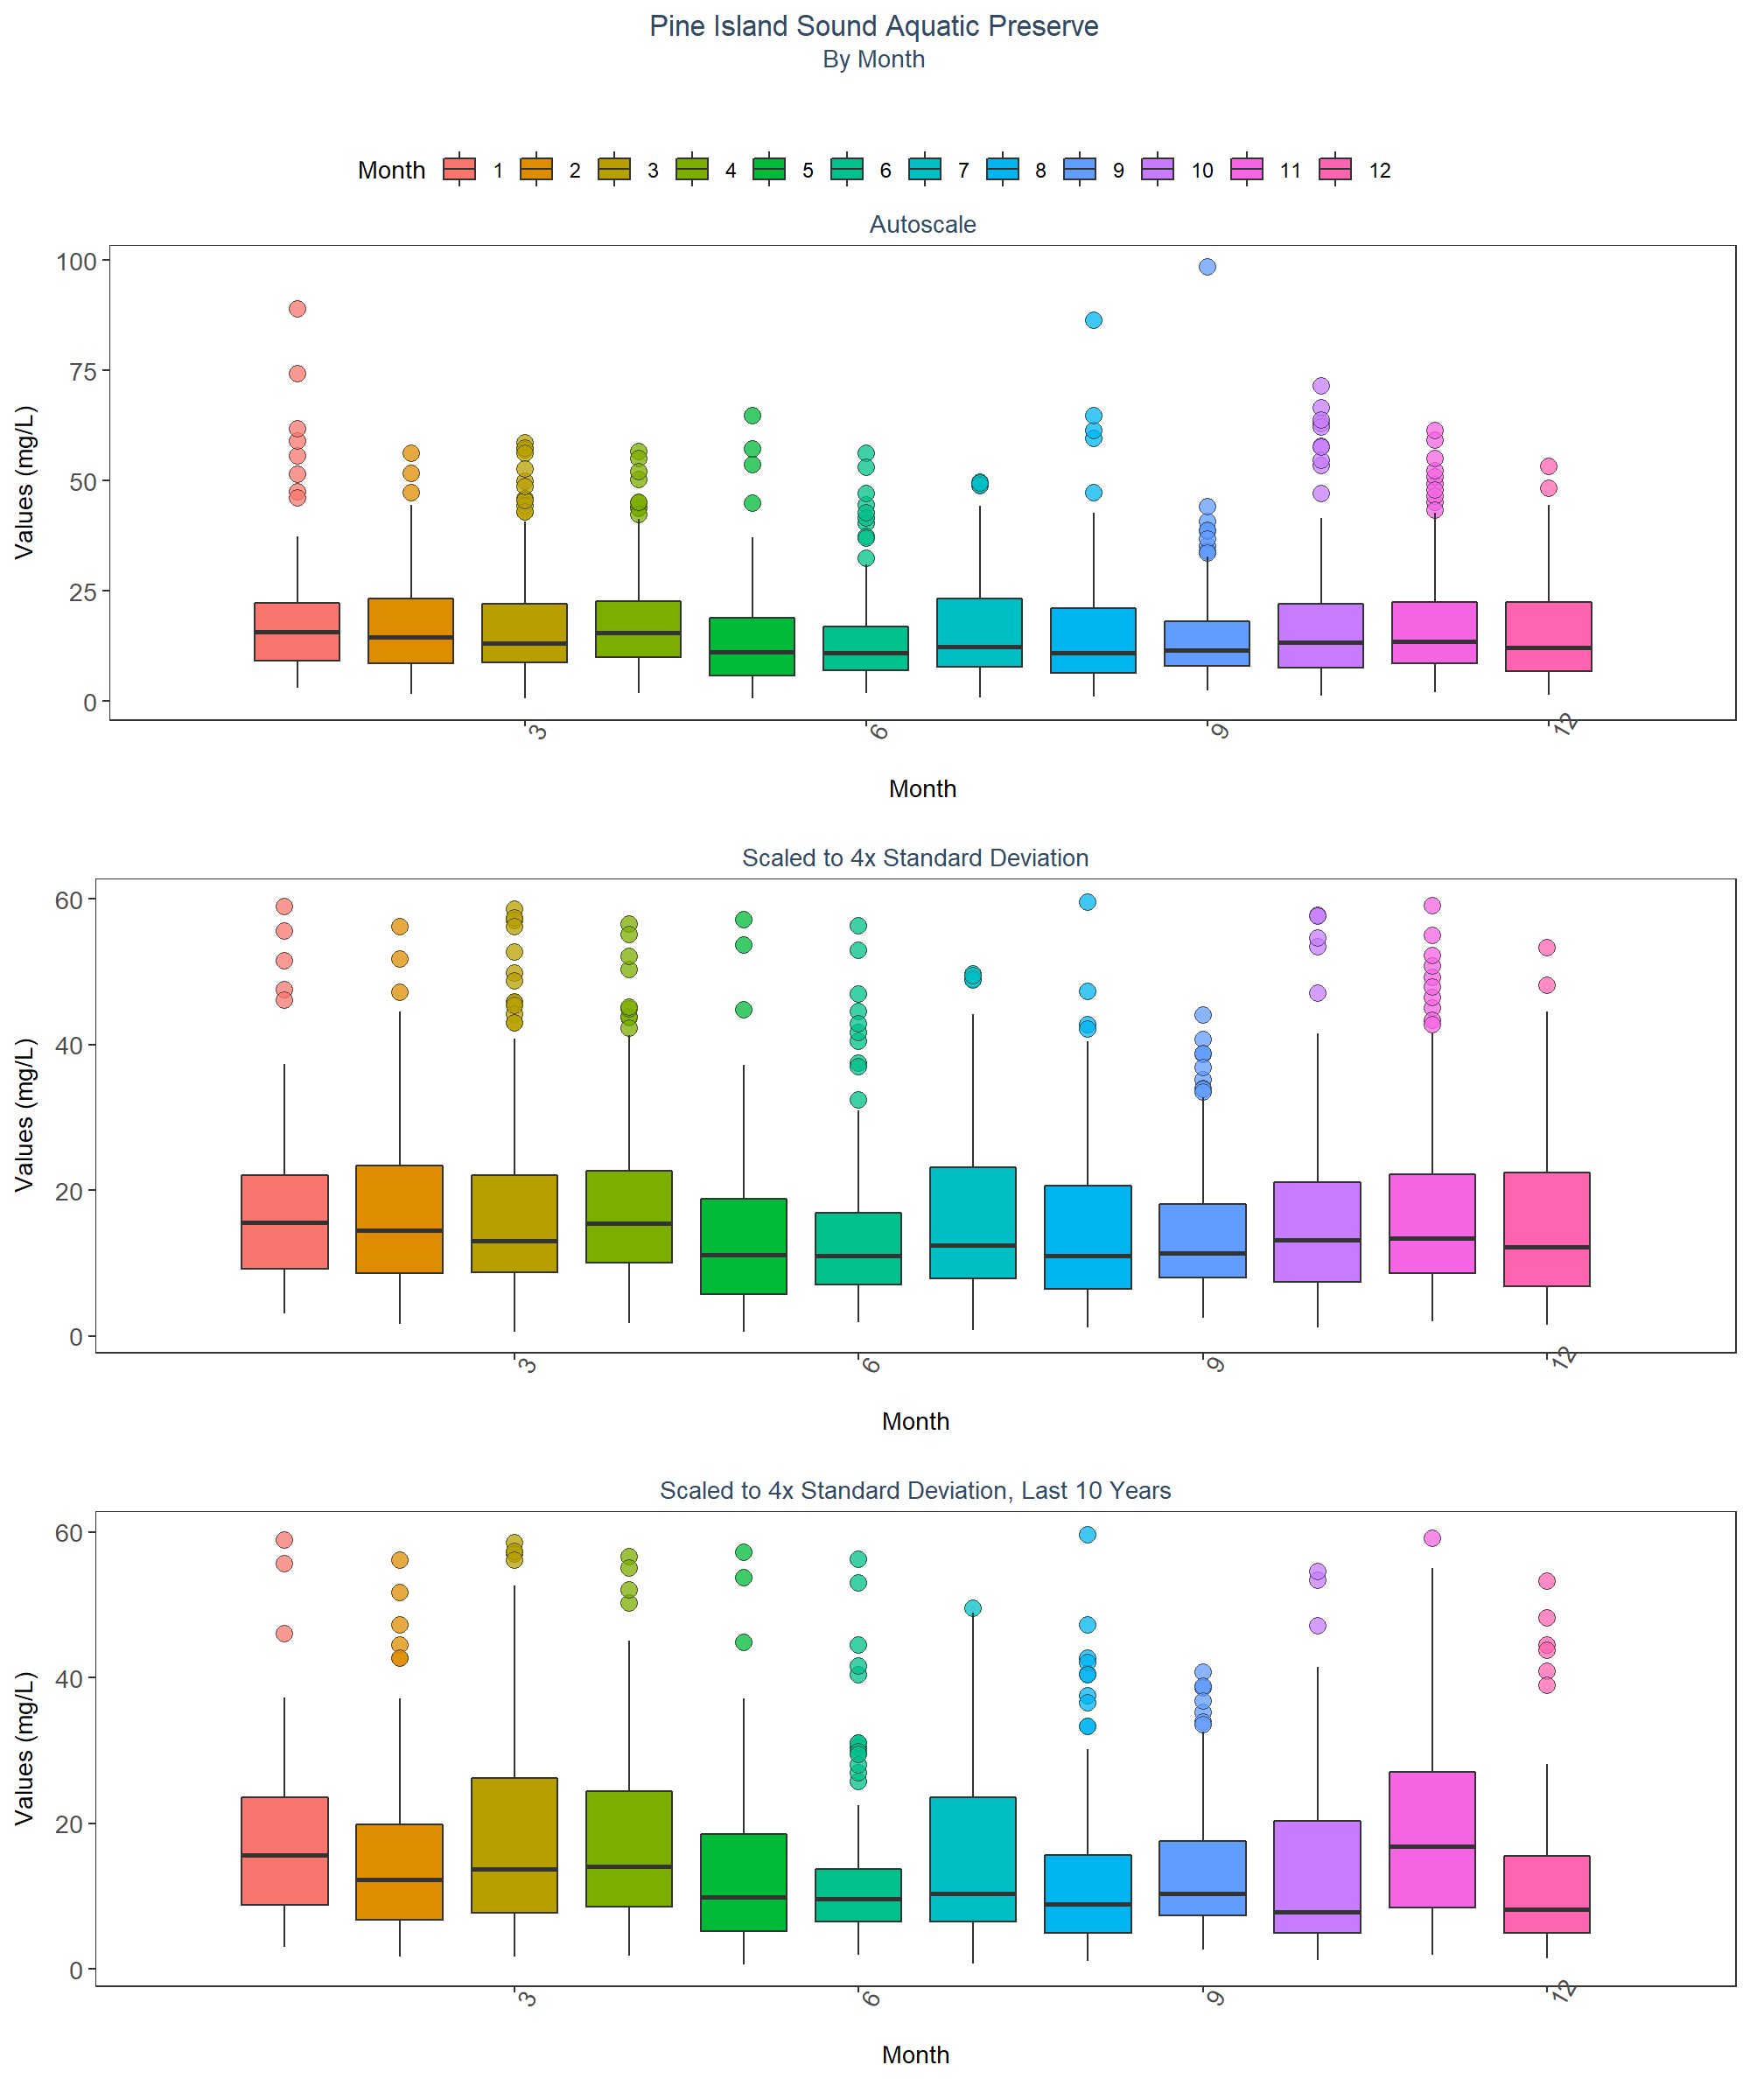 Pine Island Sound Aquatic Preserve
By Month
Month 1 2 3 4 5 6 7 8 9 10 11 12
Autoscale
Values (mg/L)
100
75
50
25
0
3 6 9 12
Month
Scaled to 4x Standard Deviation
Values (mg/L)
60
40
20
0
3 6 9 12
Month
Scaled to 4x Standard Deviation, Last 10 Years
Values (mg/L)
60
40
20
0
3 6 9 12
Month